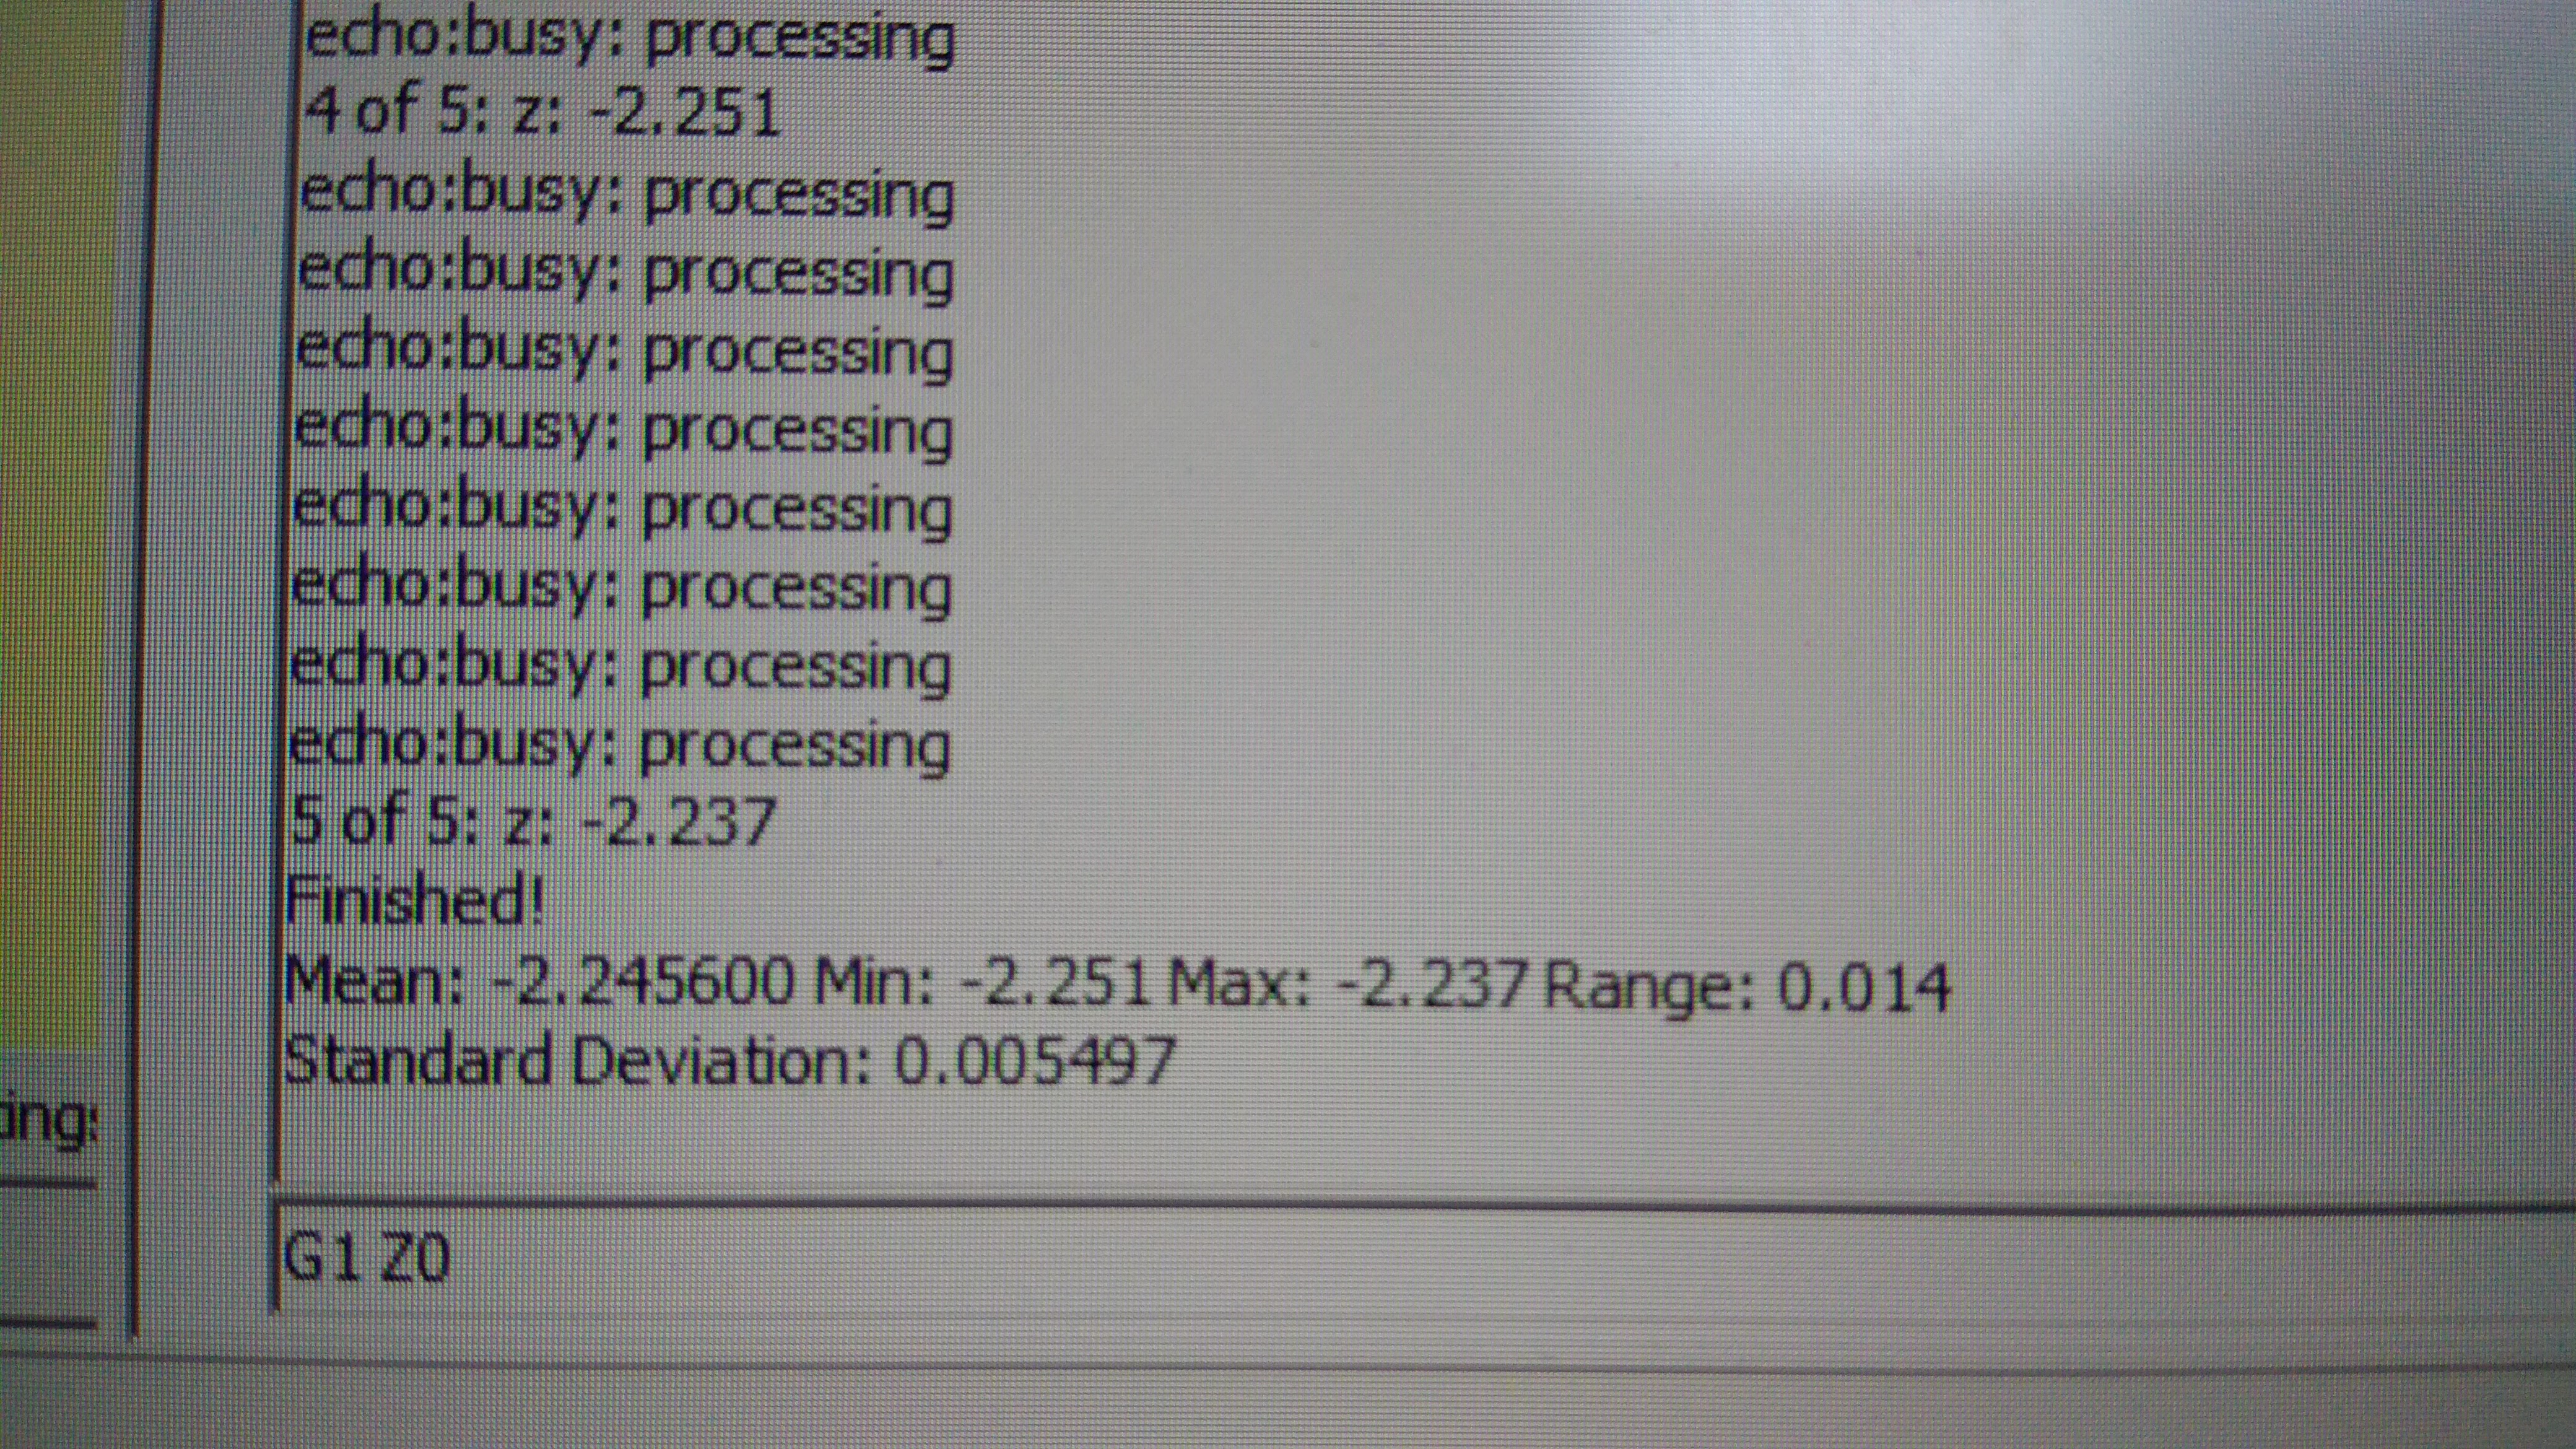 echo:busy: processing
4 of 5: z: -2.251
echo:busy: processing
echo:busy: processing
echo:busy: processing
echo:busy: processing
echo:busy: processing
echo:busy: processing
echo:busy: processing
echo:busy: processing
5 of 5: z: -2.237
Finished!
Mean: -2.245600 Min: -2.251 Max: -2.237 Range: 0.014
Standard Deviation: 0.005497
G1 Z0